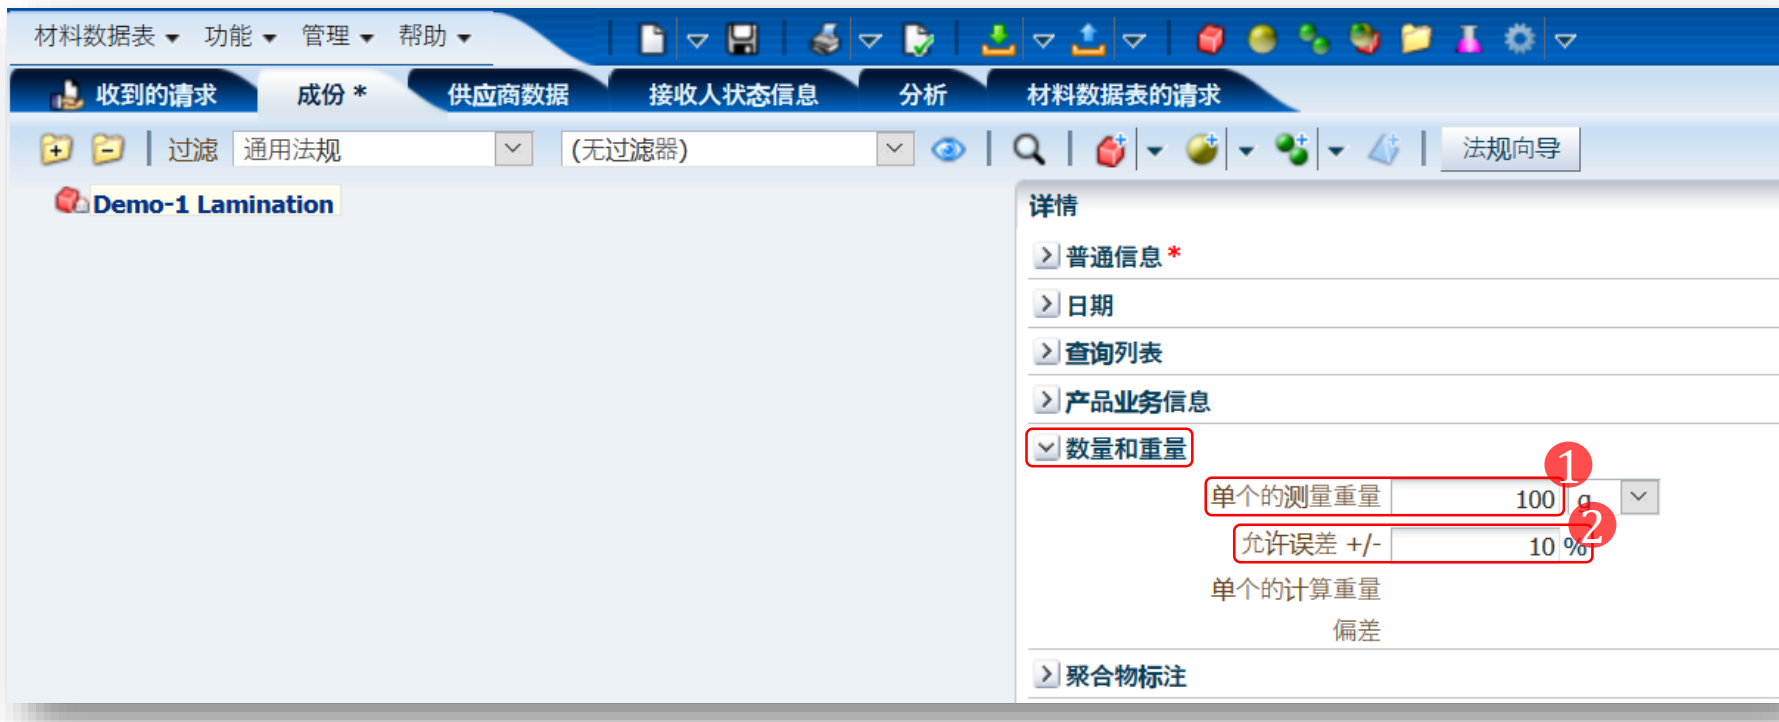 材料数据表 功能 管理 帮助
收到的请求 成份 * 供应商数据 接收人状态信息 分析 材料数据表的请求
过滤 通用法规 (无过滤器) 法规向导
Demo-1 Lamination
详情
普通信息 *
日期
查询列表
产品业务信息
数量和重量
1
单个的测量重量 100 g
2
允许误差 +/- 10 %
单个的计算重量
偏差
聚合物标注